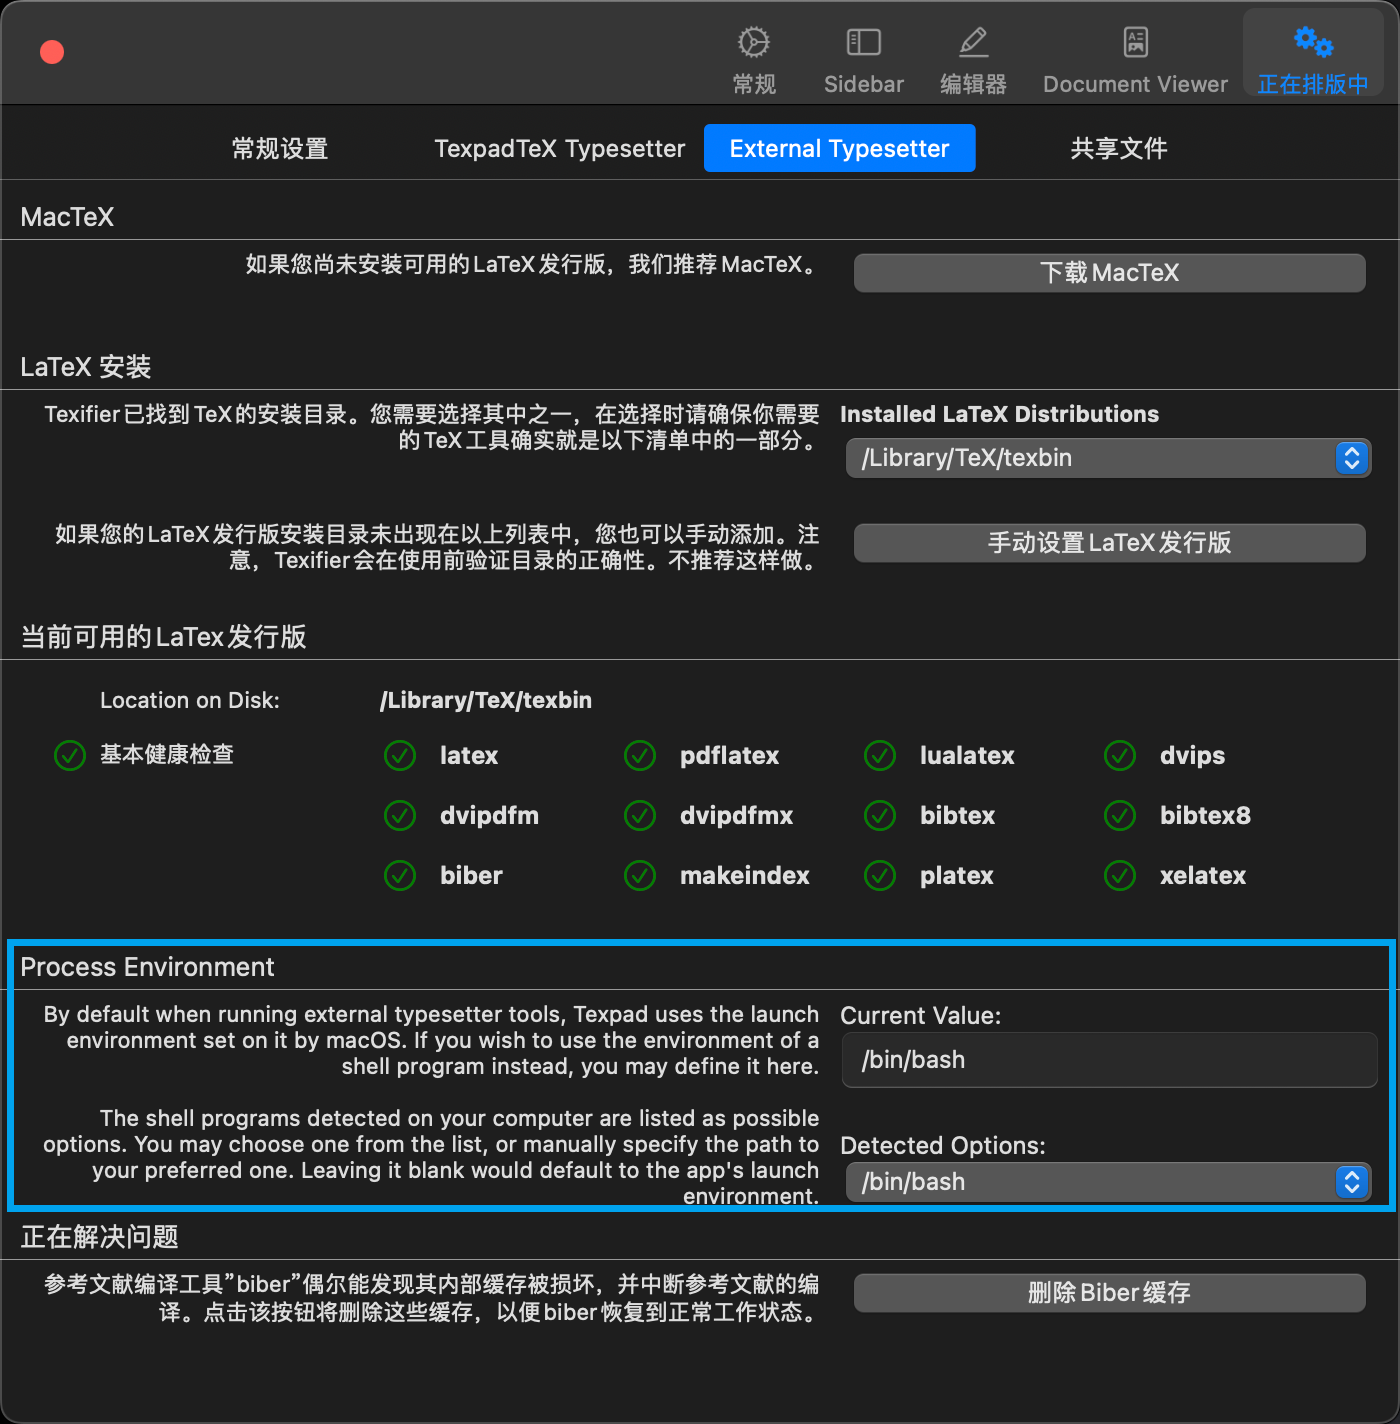 常规
Sidebar
编辑器
Document Viewer
正在排版中
常规设置
TexpadTeX Typesetter
External Typesetter
共享文件
MacTeX
如果您尚未安装可用的LaTeX发行版，我们推荐MacTeX。
下载MacTeX
LaTeX 安装
Texifier已找到TeX的安装目录。您需要选择其中之一，在选择时请确保你需要
的TeX工具确实就是以下清单中的一部分。
Installed LaTeX Distributions
/Library/TeX/texbin
如果您的LaTeX发行版安装目录未出现在以上列表中，您也可以手动添加。注
意，Texifier会在使用前验证目录的正确性。不推荐这样做。
手动设置LaTeX发行版
当前可用的LaTex发行版
Location on Disk:
/Library/TeX/texbin
基本健康检查
latex
pdflatex
lualatex
dvips
dvipdfm
dvipdfmx
bibtex
bibtex8
biber
makeindex
platex
xelatex
Process Environment
By default when running external typesetter tools, Texpad uses the launch
environment set on it by macOS. If you wish to use the environment of a
shell program instead, you may define it here.
Current Value:
/bin/bash
The shell programs detected on your computer are listed as possible
options. You may choose one from the list, or manually specify the path to
your preferred one. Leaving it blank would default to the app's launch
environment.
Detected Options:
/bin/bash
正在解决问题
参考文献编译工具”biber”偶尔能发现其内部缓存被损坏，并中断参考文献的编
译。点击该按钮将删除这些缓存，以便biber恢复到正常工作状态。
删除Biber缓存